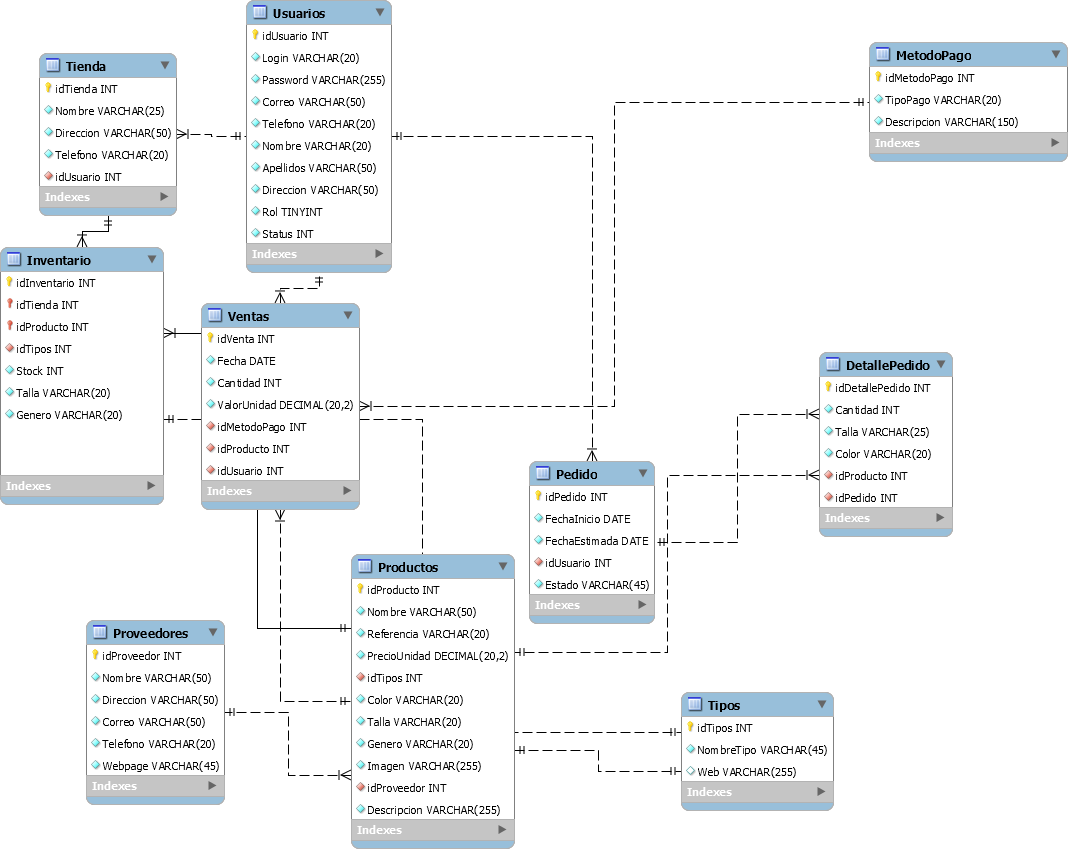 Usuarios
idUsuario INT
Login VARCHAR(20)
Password VARCHAR(255)
Correo VARCHAR(50)
Telefono VARCHAR(20)
Nombre VARCHAR(20)
Apellidos VARCHAR(50)
Direccion VARCHAR(50)
Rol TINYINT
Status INT
Indexes
Tienda
idTienda INT
Nombre VARCHAR(25)
Direccion VARCHAR(50)
Telefono VARCHAR(20)
idUsuario INT
Indexes
MetodoPago
idMetodoPago INT
TipoPago VARCHAR(20)
Descripcion VARCHAR(150)
Indexes
Inventario
idInventario INT
idTienda INT
idProducto INT
idTipos INT
Stock INT
Talla VARCHAR(20)
Genero VARCHAR(20)
Indexes
Ventas
idVenta INT
Fecha DATE
Cantidad INT
ValorUnidad DECIMAL(20,2)
idMetodoPago INT
idProducto INT
idUsuario INT
Indexes
DetallePedido
idDetallePedido INT
Cantidad INT
Talla VARCHAR(25)
Color VARCHAR(20)
idProducto INT
idPedido INT
Indexes
Pedido
idPedido INT
FechaInicio DATE
FechaEstimada DATE
idUsuario INT
Estado VARCHAR(45)
Indexes
Productos
idProducto INT
Nombre VARCHAR(50)
Referencia VARCHAR(20)
PrecioUnidad DECIMAL(20,2)
idTipos INT
Color VARCHAR(20)
Talla VARCHAR(20)
Genero VARCHAR(20)
Imagen VARCHAR(255)
idProveedor INT
Descripcion VARCHAR(255)
Indexes
Proveedores
idProveedor INT
Nombre VARCHAR(50)
Direccion VARCHAR(50)
Correo VARCHAR(50)
Telefono VARCHAR(20)
Webpage VARCHAR(45)
Indexes
Tipos
idTipos INT
NombreTipo VARCHAR(45)
Web VARCHAR(255)
Indexes